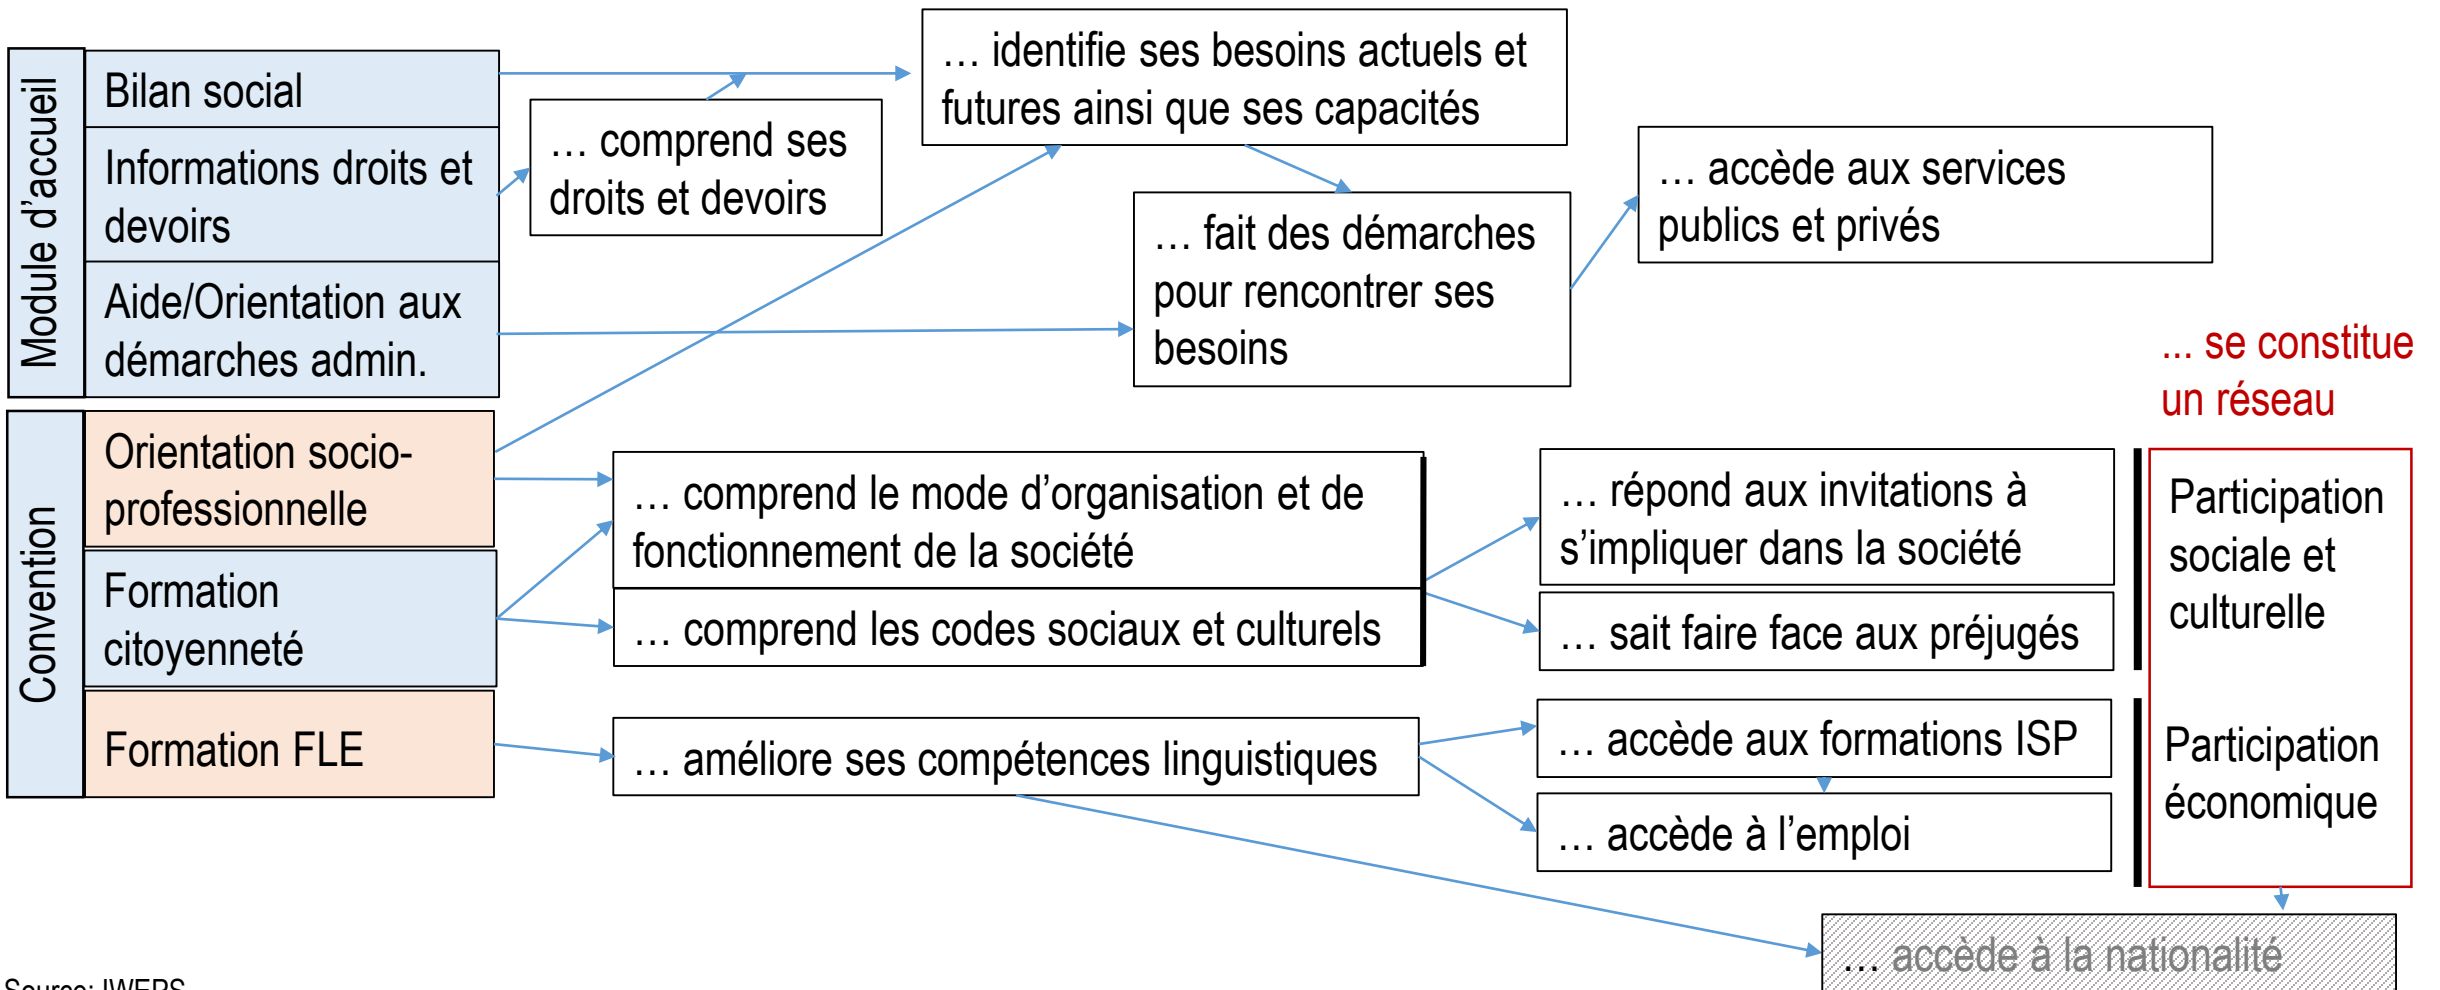 Module d’accueil
Bilan social
Informations droits et
devoirs
Aide/Orientation aux
démarches admin.
… comprend ses
droits et devoirs
… identifie ses besoins actuels et
futures ainsi que ses capacités
… fait des démarches
pour rencontrer ses
besoins
… accède aux services
publics et privés
Convention
Orientation socio-
professionnelle
Formation
citoyenneté
Formation FLE
… comprend le mode d’organisation et de
fonctionnement de la société
… comprend les codes sociaux et culturels
… améliore ses compétences linguistiques
… répond aux invitations à
s’impliquer dans la société
… sait faire face aux préjugés
… accède aux formations ISP
… accède à l’emploi
... se constitue
un réseau
Participation
sociale et
culturelle
Participation
économique
… accède à la nationalité
Source: IWEPS